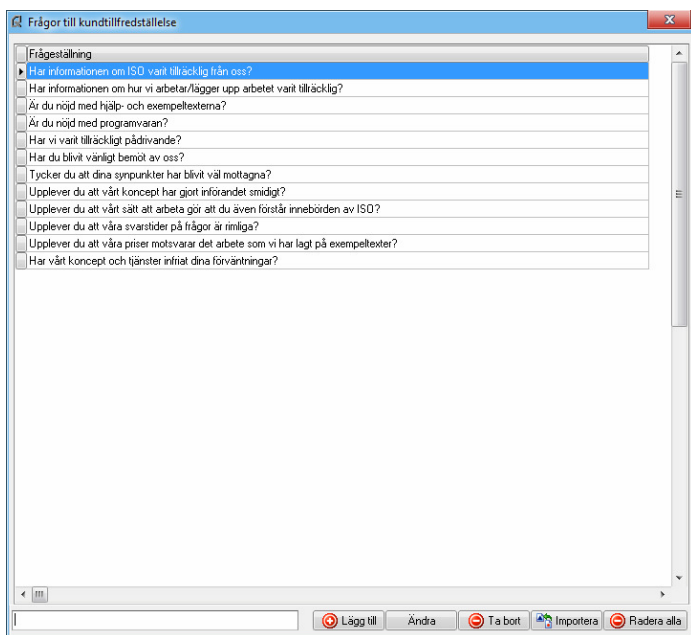 Frågor till kundtillfredställelse
Frågeställning
Har informationen om ISO varit tillräcklig från oss?
Har informationen om hur vi arbetar/lägger upp arbetet varit tillräcklig?
Är du nöjd med hjälp- och exempeltexterna?
Är du nöjd med programvaran?
Har vi varit tillräckligt pådrivande?
Har du blivit vänligt bemöt av oss?
Tycker du att dina synpunkter har blivit väl mottagna?
Upplever du att vårt koncept har gjort införandet smidigt?
Upplever du att vårt sätt att arbeta gör att du även förstår innebörden av ISO?
Upplever du att våra svarstider på frågor är rimliga?
Upplever du att våra priser motsvarar det arbete som vi har lagt på exempeltexter?
Har vårt koncept och tjänster infriat dina förväntningar?
Lägg till Ändra Ta bort Importera Radera alla